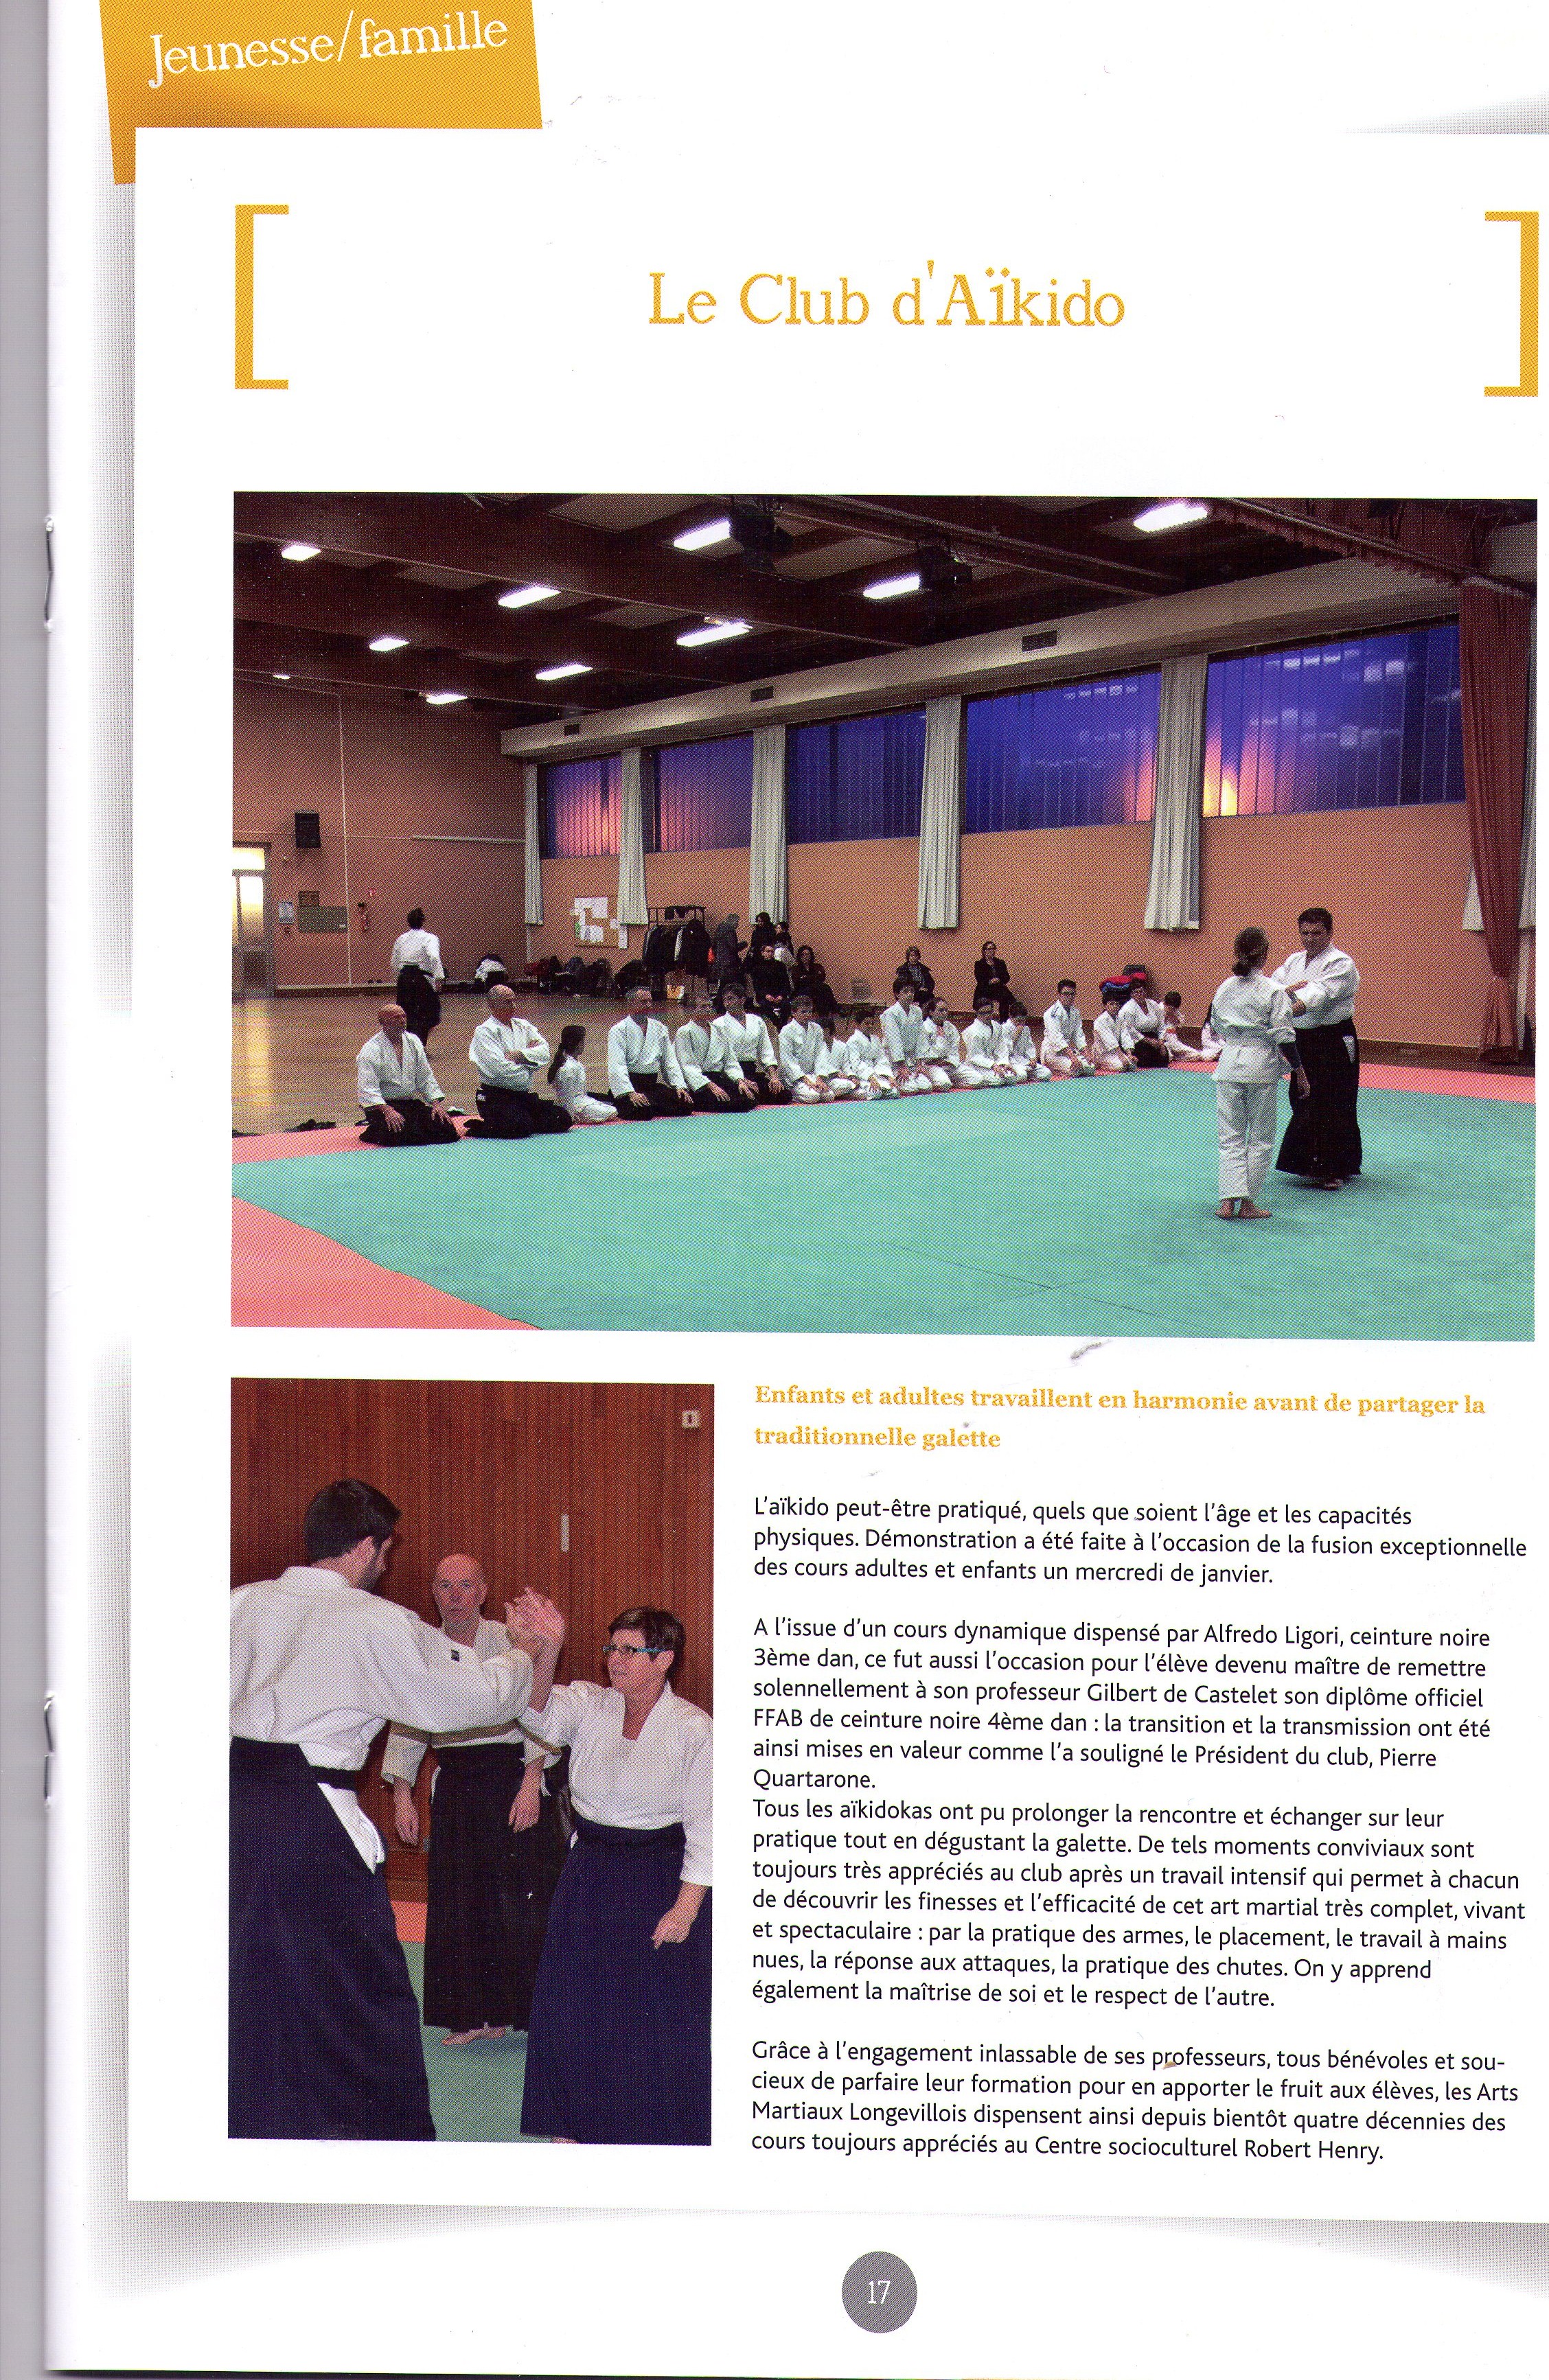 Jeunesse/famille
Le Club d'Aïkido
Enfants et adultes travaillent en harmonie avant de partager la
traditionnelle galette
L'aïkido peut-être pratiqué, quels que soient l'âge et les capacités
physiques. Démonstration a été faite à l'occasion de la fusion exceptionnelle
des cours adultes et enfants un mercredi de janvier.
A l'issue d'un cours dynamique dispensé par Alfredo Ligori, ceinture noire
3ème dan, ce fut aussi l'occasion pour l'élève devenu maître de remettre
solennellement à son professeur Gilbert de Castelet son diplôme officiel
FFAB de ceinture noire 4ème dan : la transition et la transmission ont été
ainsi mises en valeur comme l'a souligné le Président du club, Pierre
Quartarone.
Tous les aïkidokas ont pu prolonger la rencontre et échanger sur leur
pratique tout en dégustant la galette. De tels moments conviviaux sont
toujours très appréciés au club après un travail intensif qui permet à chacun
de découvrir les finesses et l'efficacité de cet art martial très complet, vivant
et spectaculaire : par la pratique des armes, le placement, le travail à mains
nues, la réponse aux attaques, la pratique des chutes. On y apprend
également la maîtrise de soi et le respect de l'autre.
Grâce à l'engagement inlassable de ses professeurs, tous bénévoles et sou-
cieux de parfaire leur formation pour en apporter le fruit aux élèves, les Arts
Martiaux Longevillois dispensent ainsi depuis bientôt quatre décennies des
cours toujours appréciés au Centre socioculturel Robert Henry.
17